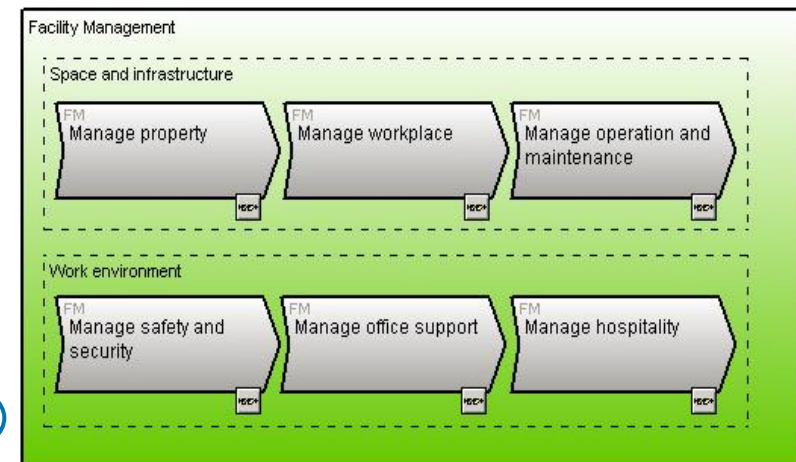 Facility Management
Space and infrastructure
FM
Manage property
FM
Manage workplace
FM
Manage operation and
maintenance
Work environment
FM
Manage safety and
security
FM
Manage office support
FM
Manage hospitality